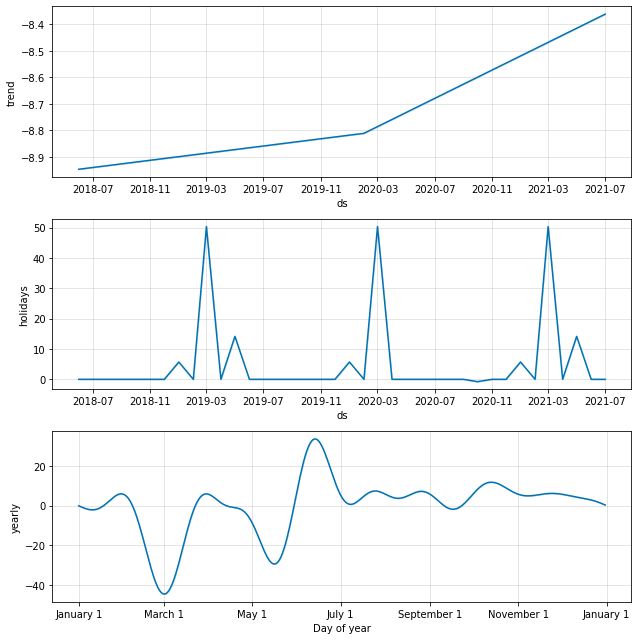 trend
−8.4
−8.5
−8.6
−8.7
−8.8
−8.9
2018-07 2018-11 2019-03 2019-07 2019-11 2020-03 2020-07 2020-11 2021-03 2021-07
ds
holidays
50
40
30
20
10
0
2018-07 2018-11 2019-03 2019-07 2019-11 2020-03 2020-07 2020-11 2021-03 2021-07
ds
yearly
20
0
−20
−40
January 1 March 1 May 1 July 1 September 1 November 1 January 1
Day of year